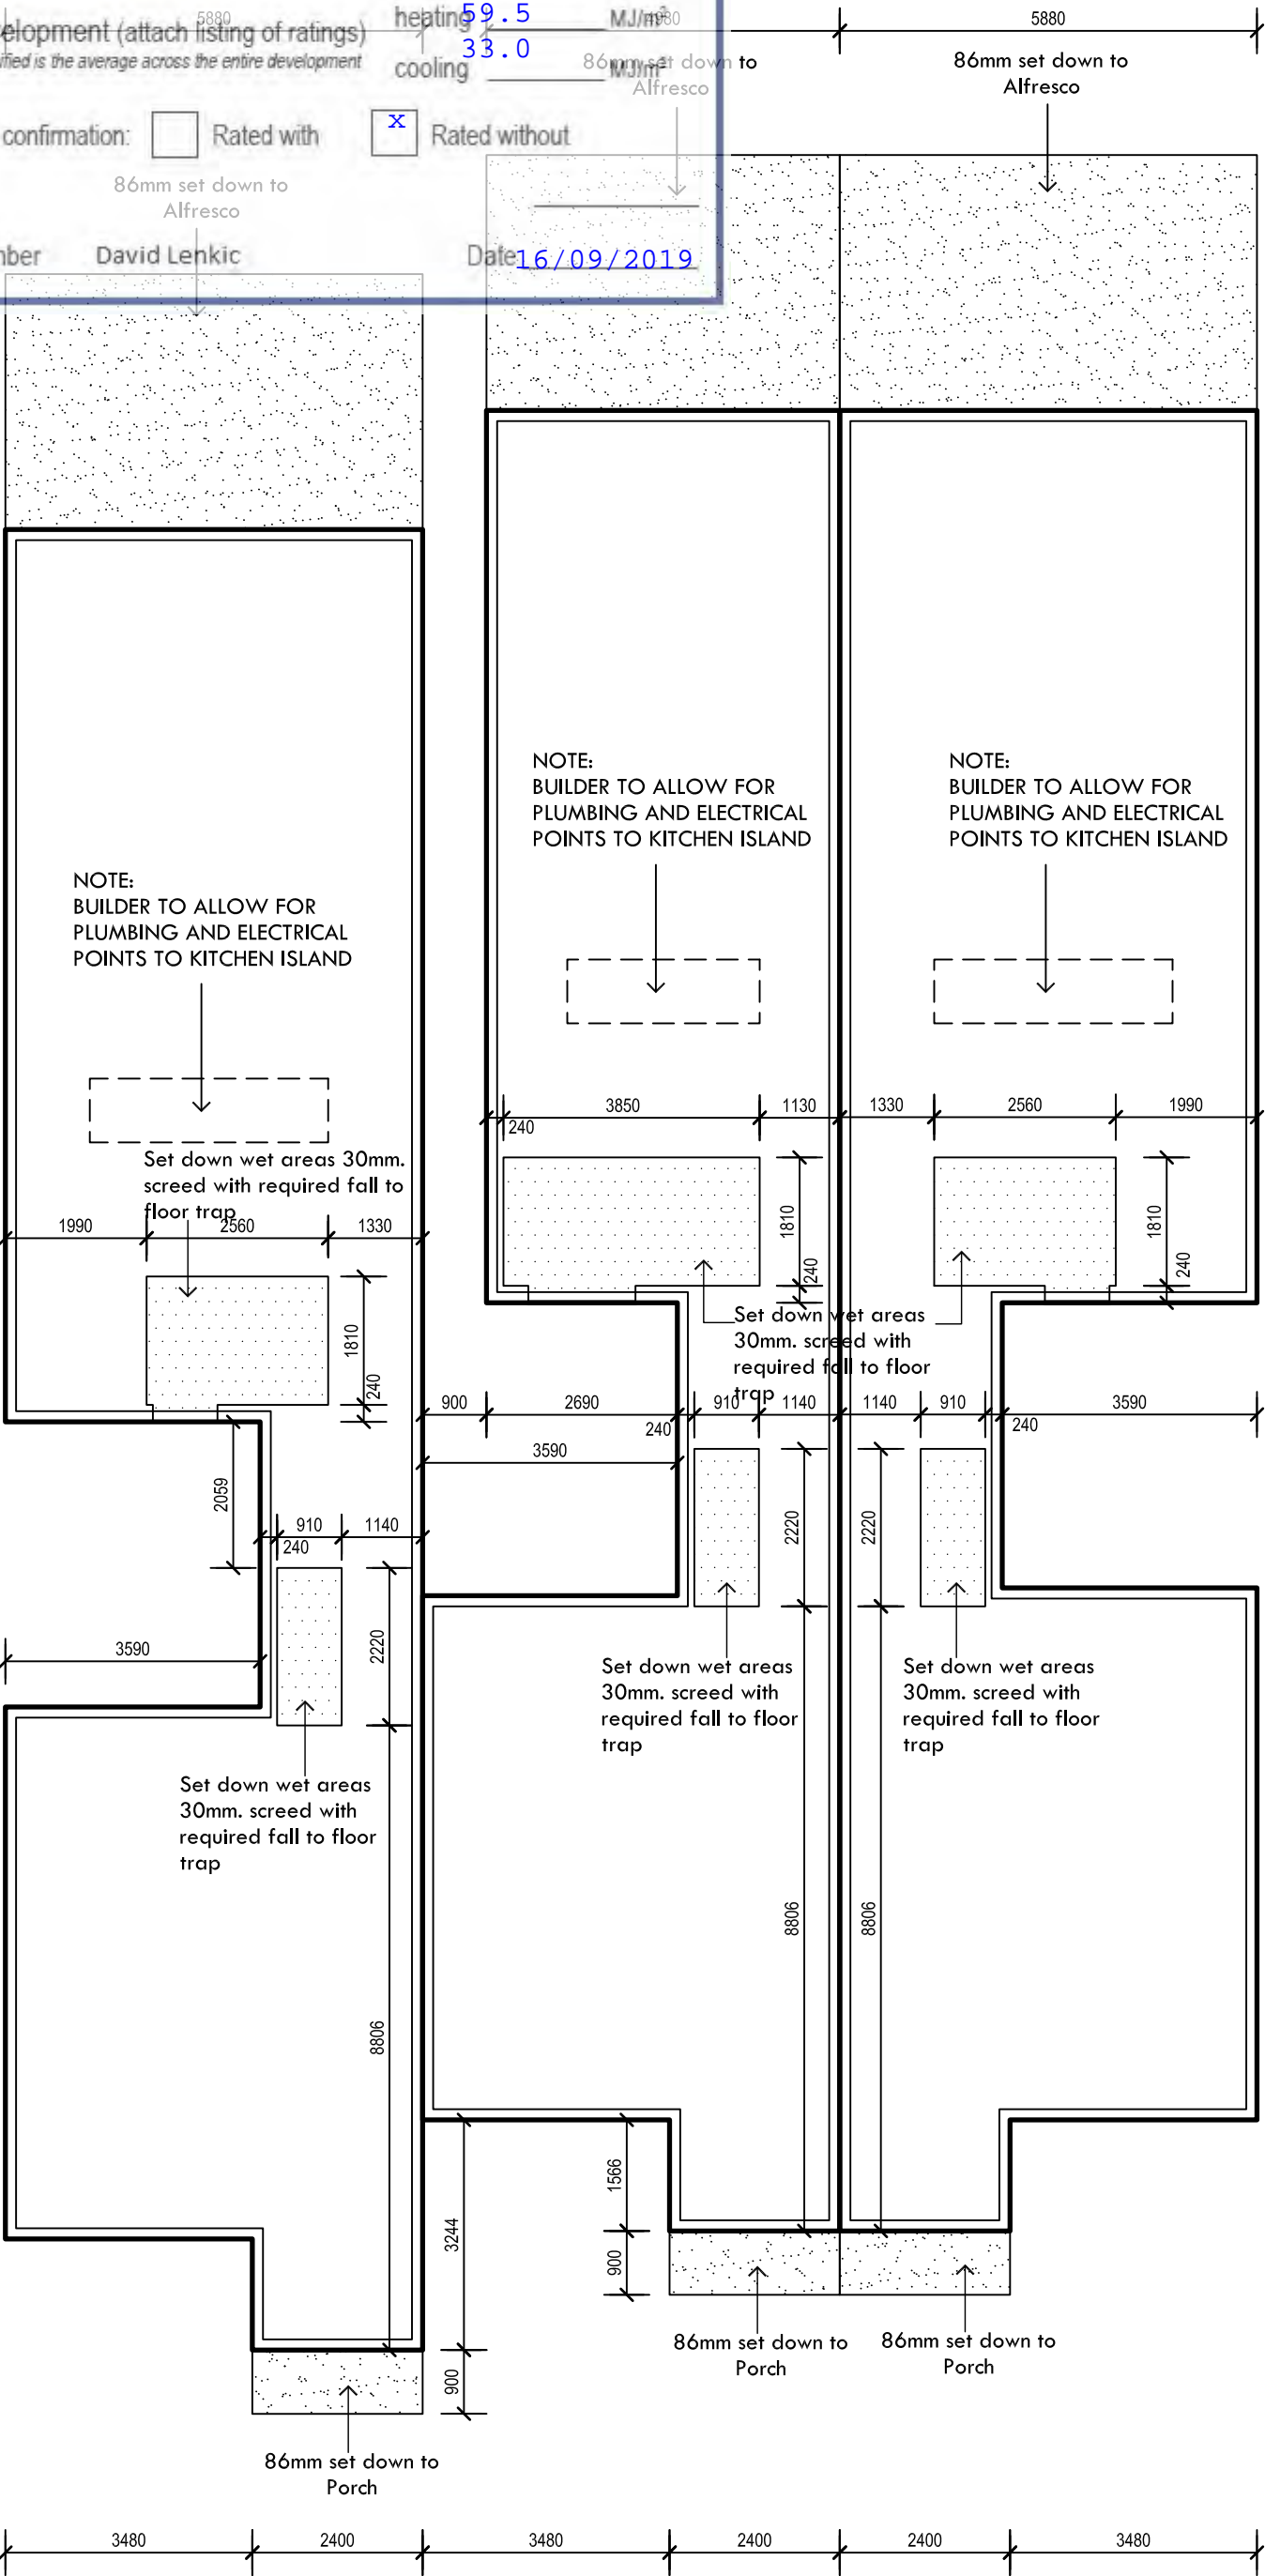 5880
elopment (attach listing of ratings)
ified is the average across the entire development
heating 59.5 MJ/m²
33.0
cooling MJ/m²
4980
5880
86mm set down to
Alfresco
86mm set down to
Alfresco
confirmation:
Rated with
x
Rated without
86mm set down to
Alfresco
nber David Lenkic
Date 16/09/2019
NOTE:
BUILDER TO ALLOW FOR
PLUMBING AND ELECTRICAL
POINTS TO KITCHEN ISLAND
NOTE:
BUILDER TO ALLOW FOR
PLUMBING AND ELECTRICAL
POINTS TO KITCHEN ISLAND
NOTE:
BUILDER TO ALLOW FOR
PLUMBING AND ELECTRICAL
POINTS TO KITCHEN ISLAND
3850
1130
1330
2560
1990
240
Set down wet areas 30mm.
screed with required fall to
floor trap
1990
2560
1330
1810
240
1810
240
1810
240
Set down wet areas
30mm. screed with
required fall to floor
trap
900
2690
240
910
1140
1140
910
240
3590
3590
2059
910
240
1140
2220
2220
2220
3590
Set down wet areas
30mm. screed with
required fall to floor
trap
Set down wet areas
30mm. screed with
required fall to floor
trap
Set down wet areas
30mm. screed with
required fall to floor
trap
8806
8806
8806
1566
3244
900
900
86mm set down to
Porch
86mm set down to
Porch
86mm set down to
Porch
3480
2400
3480
2400
2400
3480